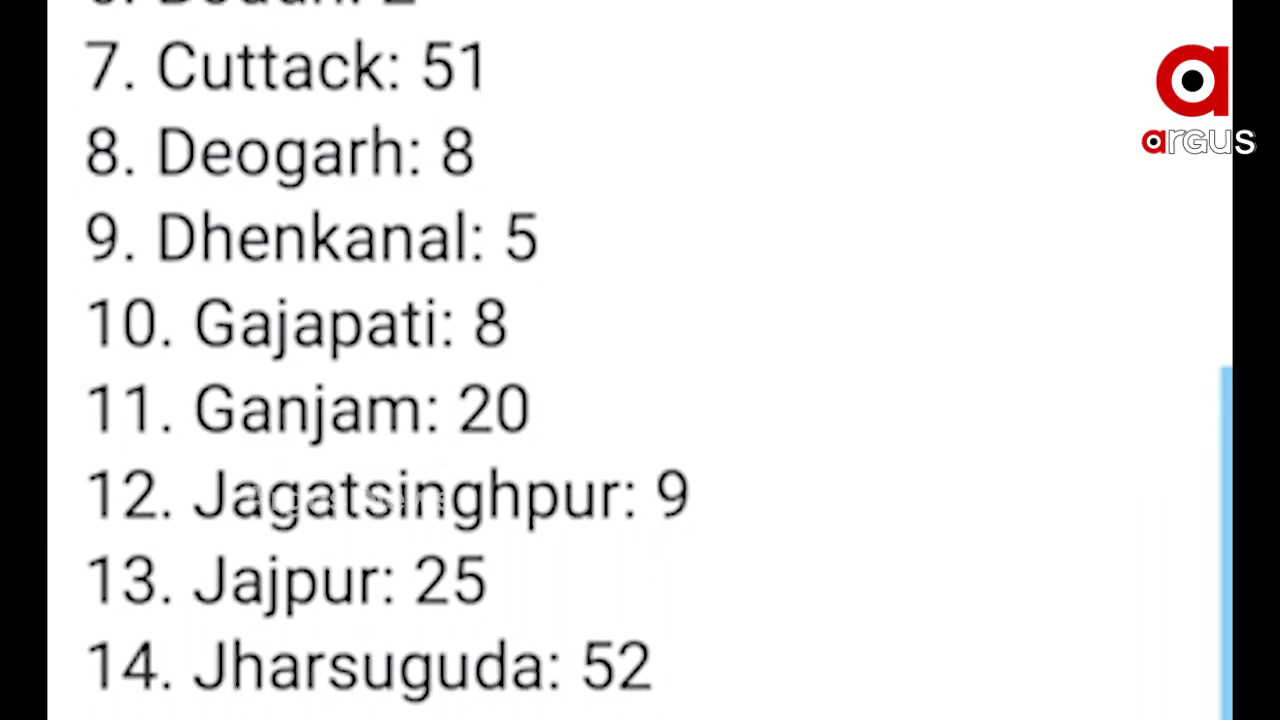 7. Cuttack: 51
8. Deogarh: 8
9. Dhenkanal: 5
10. Gajapati: 8
11. Ganjam: 20
12. Jagatsinghpur: 9
13. Jajpur: 25
14. Jharsuguda: 52
argus